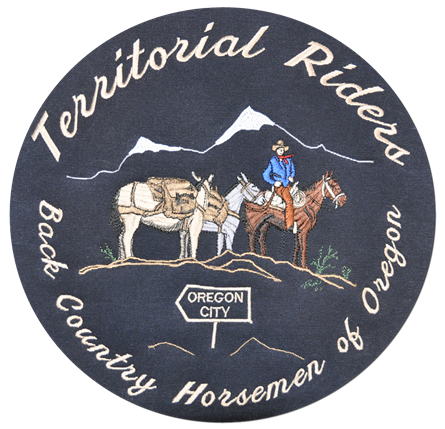 Territorial Riders
OREGON
CITY
Back Country Horsemen of Oregon